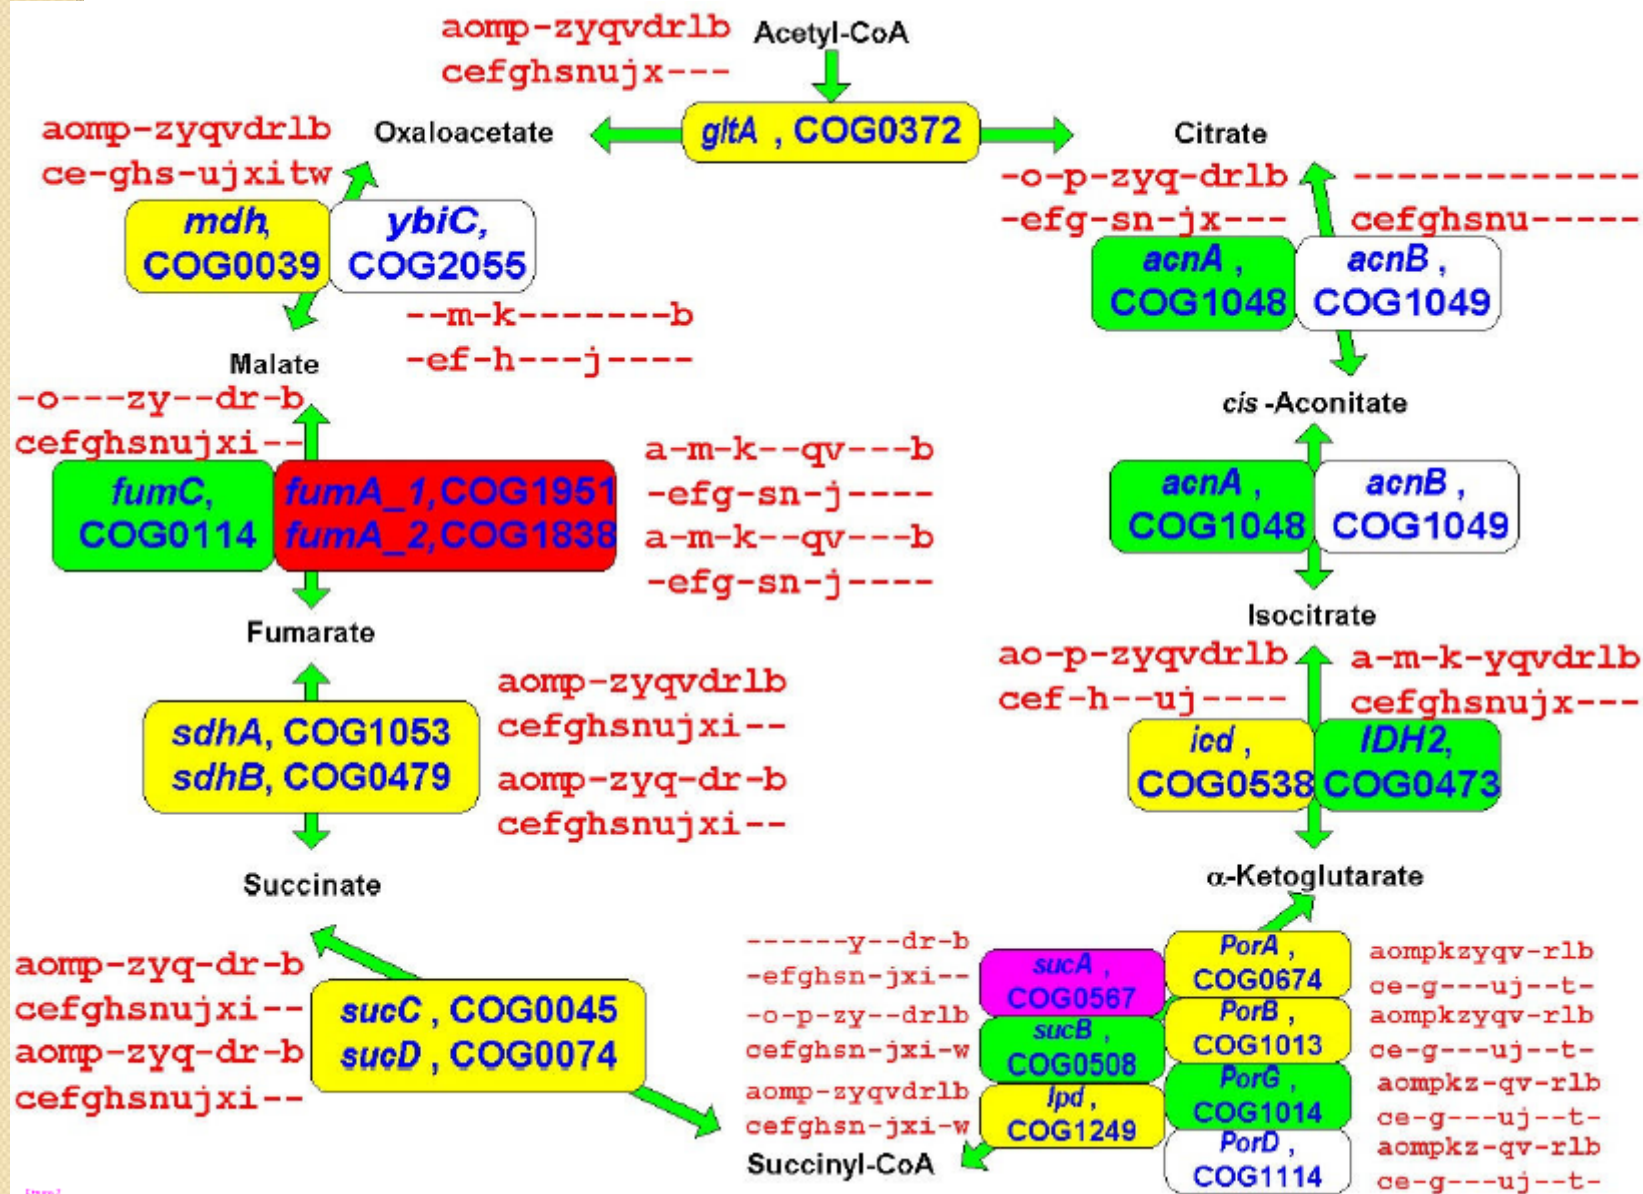 aomp-zyqvdrlb
cefghsnujx---
Acetyl-CoA
aomp-zyqvdrlb
ce-ghs-ujxitw
Oxaloacetate
gltA , COG0372
Citrate
-o-p-zyq-drlb
-efg-sn-jx---
-------------
cefghsnu-----
mdh,
COG0039
ybiC,
COG2055
acnA ,
COG1048
acnB ,
COG1049
--m-k-------b
-ef-h---j----
Malate
cis -Aconitate
-o---zy--dr-b
cefghsnujxi--
fumC,
COG0114
fumA_1,COG1951
fumA_2,COG1838
a-m-k--qv---b
-efg-sn-j----
a-m-k--qv---b
-efg-sn-j----
acnA ,
COG1048
acnB ,
COG1049
Fumarate
Isocitrate
ao-p-zyqvdrlb
cef-h--uj----
a-m-k-yqvdrlb
cefghsnujx---
sdhA, COG1053
sdhB, COG0479
aomp-zyqvdrlb
cefghsnujxi--
aomp-zyq-dr-b
cefghsnujxi--
icd ,
COG0538
IDH2,
COG0473
Succinate
α-Ketoglutarate
aomp-zyq-dr-b
cefghsnujxi--
aomp-zyq-dr-b
cefghsnujxi--
sucC , COG0045
sucD , COG0074
------y--dr-b
-efghsn-jxi--
-o-p-zy--drlb
cefghsn-jxi-w
aomp-zyqvdrlb
cefghsn-jxi-w
sucA ,
COG0567
sucB ,
COG0508
lpd ,
COG1249
PorA ,
COG0674
PorB ,
COG1013
PorG ,
COG1014
PorD ,
COG1114
aompkzyqv-rlb
ce-g---uj--t-
aompkzyqv-rlb
ce-g---uj--t-
aompkz-qv-rlb
ce-g---uj--t-
aompkz-qv-rlb
ce-g---uj--t-
Succinyl-CoA